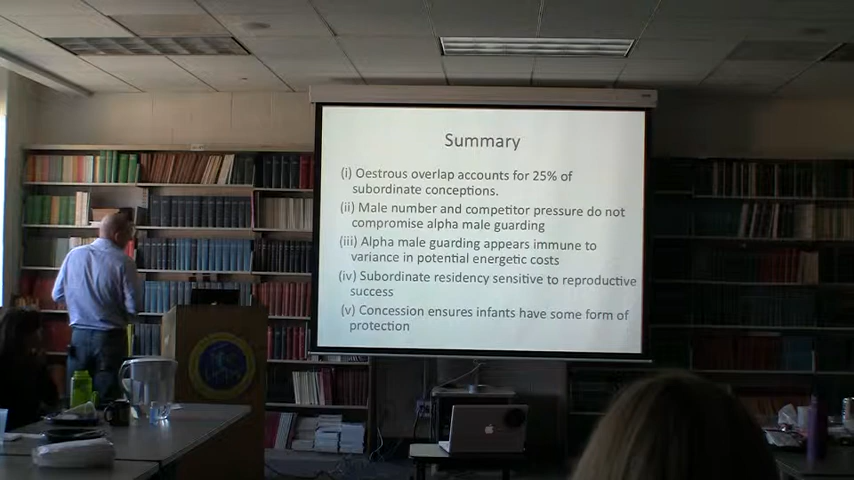 Summary
(i) Oestrous overlap accounts for 25% of
subordinate conceptions.
(ii) Male number and competitor pressure do not
compromise alpha male guarding
(iii) Alpha male guarding appears immune to
variance in potential energetic costs
(iv) Subordinate residency sensitive to reproductive
success
(v) Concession ensures infants have some form of
protection